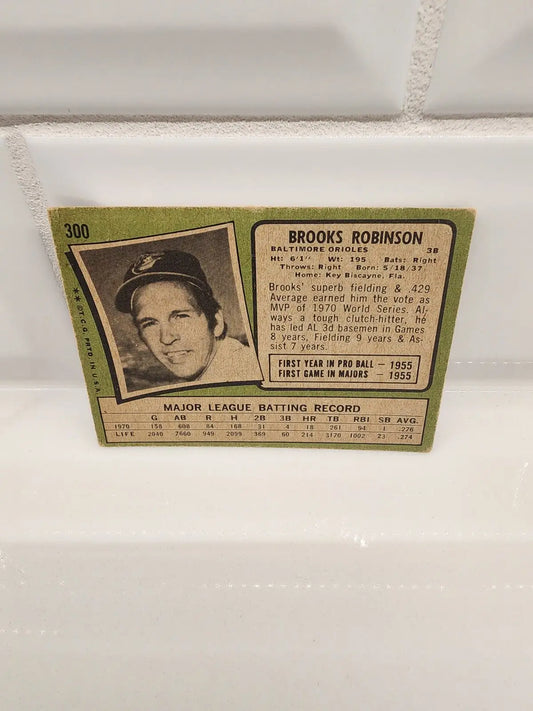 300
BROOKS ROBINSON
BALTIMORE ORIOLES 3B
Ht: 6'1" Wt: 195 Bats: Right
Throws: Right Born: 5/18/37
Home: Key Biscayne, Fla.
Brooks' superb fielding & .429
Average earned him the vote as
MVP of 1970 World Series. Al-
ways a tough clutch-hitter, he
has led AL 3d basemen in Games
8 years, Fielding 9 years & As-
sist 7 years.
FIRST YEAR IN PRO BALL — 1955
FIRST GAME IN MAJORS — 1955
** ©T.C.G. PRTD. IN U.S.A.
MAJOR LEAGUE BATTING RECORD
G AB R H 2B 3B HR TB RBI SB AVG.
1970 158 608 84 168 31 4 18 261 94 1 .276
LIFE 2040 7660 949 2099 369 60 214 3170 1002 23 .274